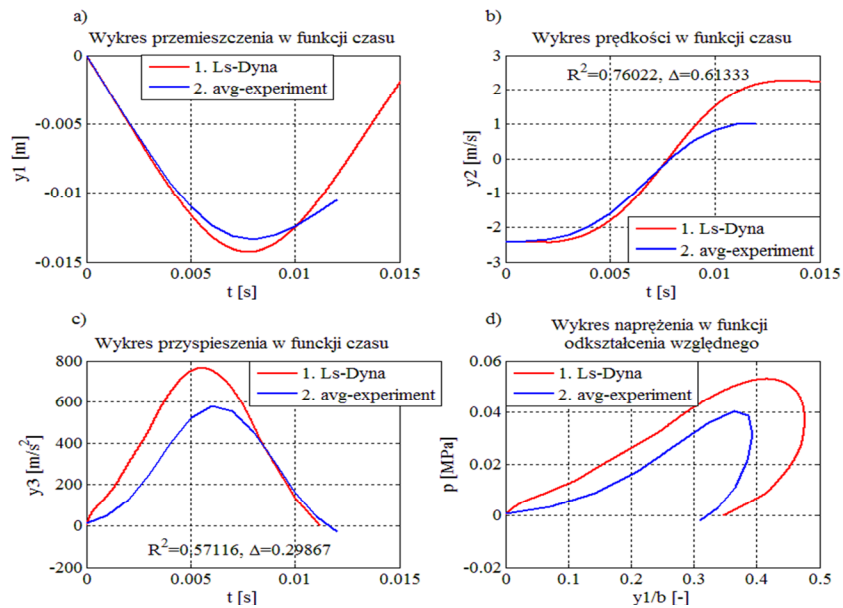 a)
Wykres przemieszczenia w funkcji czasu
0
-0.005
-0.01
-0.015
y1 [m]
1. Ls-Dyna
2. avg-experiment
0
0.005
0.01
0.015
t [s]
b)
Wykres prędkości w funkcji czasu
3
2
1
0
-1
-2
-3
y2 [m/s]
R²=0.76022, Δ=0.61333
1. Ls-Dyna
2. avg-experiment
0
0.005
0.01
0.015
t [s]
c)
Wykres przyspieszenia w funckji czasu
800
600
400
200
0
-200
y3 [m/s²]
1. Ls-Dyna
2. avg-experiment
R²=0.57116, Δ=0.29867
0
0.005
0.01
0.015
t [s]
d)
Wykres naprężenia w funkcji
odkształcenia względnego
0.06
0.04
0.02
0
-0.02
p [MPa]
1. Ls-Dyna
2. avg-experiment
0
0.1
0.2
0.3
0.4
0.5
y1/b [-]